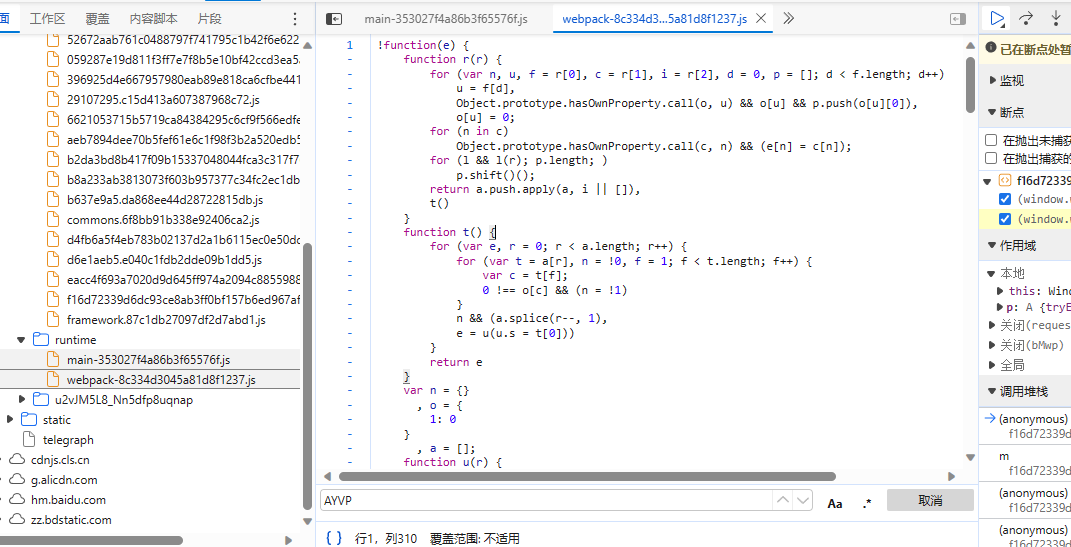 面 工作区 覆盖 内容脚本 片段
52672aab761c0488797f741795c1b42f6e622
059287e19d811f3ff7e7f8b5e10bf42ccd3ea5
396925d4e667957980eab89e818ca6cfbe441
29107295.c15d413a607387968c72.js
6621053715b5719ca84384295c6cf9f566edfe
aeb7894dee70b5fef61e6c1f98f3b2a520edb5
b2da3bd8b417f09b15337048044fca3c317f7
b8a233ab3813073f603b957377c34fc2ec1db
b637e9a5.da868ee44d28722815db.js
commons.6f8bb91b338e92406ca2.js
d4fb6a5f4eb783b02137d2a1b6115ec0e50dc
d6e1aeb5.e040c1fdb2dde09b1dd5.js
eacc4f693a7020d9d645ff974a2094c8855988
f16d72339d6dc93ce8ab3ff0bf157b6ed967af
framework.87c1db27097df2d7abd1.js
runtime
main-353027f4a86b3f65576f.js
webpack-8c334d3045a81d8f1237.js
u2vJM5L8_Nn5dfp8uqnap
static
telegraph
cdnjs.cls.cn
g.alicdn.com
hm.baidu.com
zz.bdstatic.com
main-353027f4a86b3f65576f.js webpack-8c334d3...5a81d8f1237.js
1 !function(e) {
- function r(r) {
- for (var n, u, f = r[0], c = r[1], i = r[2], d = 0, p = []; d < f.length; d++)
- u = f[d],
- Object.prototype.hasOwnProperty.call(o, u) && o[u] && p.push(o[u][0]),
- o[u] = 0;
- for (n in c)
- Object.prototype.hasOwnProperty.call(c, n) && (e[n] = c[n]);
- for (l && l(r); p.length; )
- p.shift()();
- return a.push.apply(a, i || []),
- t()
- }
- function t() {
- for (var e, r = 0; r < a.length; r++) {
- for (var t = a[r], n = !0, f = 1; f < t.length; f++) {
- var c = t[f];
- 0 !== o[c] && (n = !1)
- }
- n && (a.splice(r--, 1),
- e = u(u.s = t[0]))
- }
- return e
- }
- var n = {}
- , o = {
- 1: 0
- }
- , a = [];
- function u(r) {
AYVP Aa .* 取消
{ } 行1，列310 覆盖范围: 不适用
已在断点处暂
监视
断点
在抛出未捕获
在抛出捕获的
f16d72339
(window.
(window.w
作用域
本地
this: Wind
p: A {tryE
关闭(reques
关闭(bMwp)
全局
调用堆栈
(anonymous)
f16d72339d
m
f16d72339d
(anonymous)
f16d72339d
(anonymous)
f16d72339d